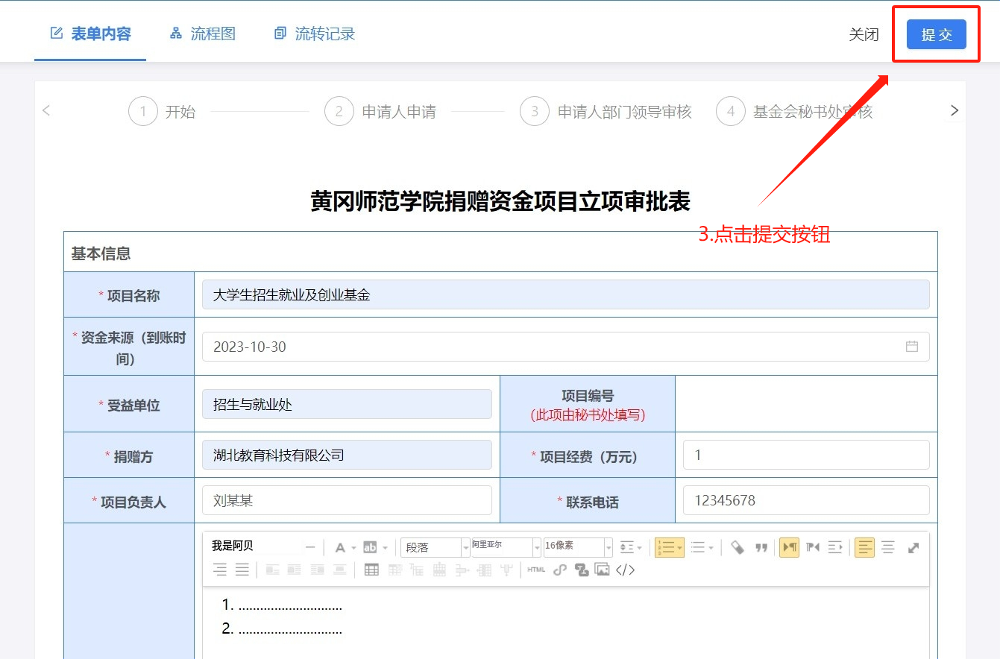 表单内容 流程图 流转记录 关闭 提交
1 开始 2 申请人申请 3 申请人部门领导审核 4 基金会秘书处审核
黄冈师范学院捐赠资金项目立项审批表
3.点击提交按钮
基本信息
* 项目名称 大学生招生就业及创业基金
* 资金来源（到账时
间） 2023-10-30
* 受益单位 招生与就业处 项目编号
(此项由秘书处填写)
* 捐赠方 湖北教育科技有限公司 * 项目经费（万元） 1
* 项目负责人 刘某某 * 联系电话 12345678
我是阿贝 A ab 段落 阿里亚尔 16像素
HTML
1. ............................
2. ............................